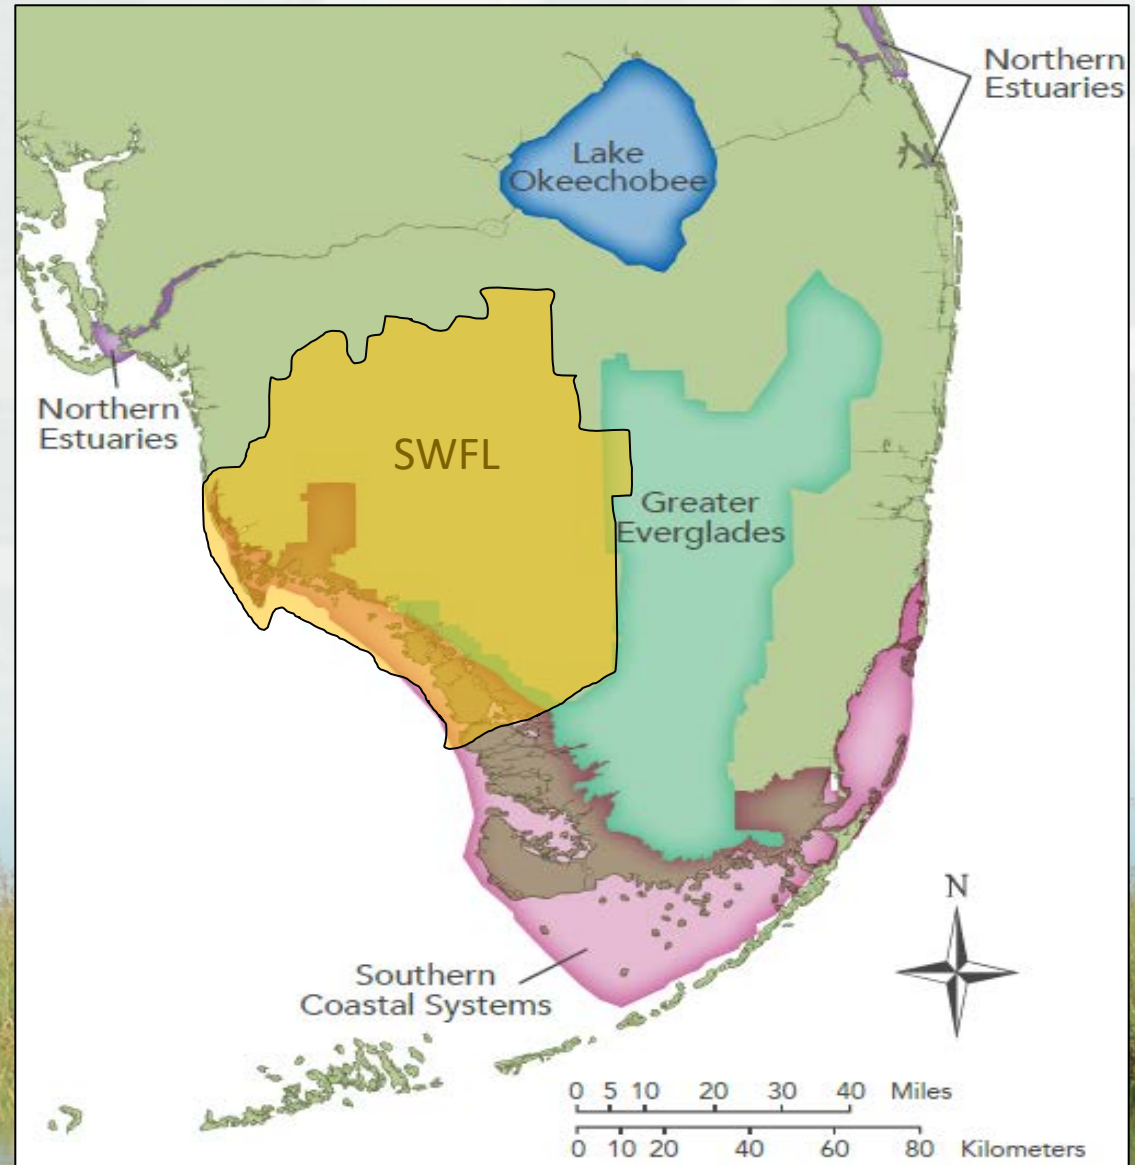 Northern
Estuaries
Lake
Okeechobee
Northern
Estuaries
SWFL
Greater
Everglades
N
Southern
Coastal Systems
0 5 10 20 30 40 Miles
0 10 20 40 60 80 Kilometers